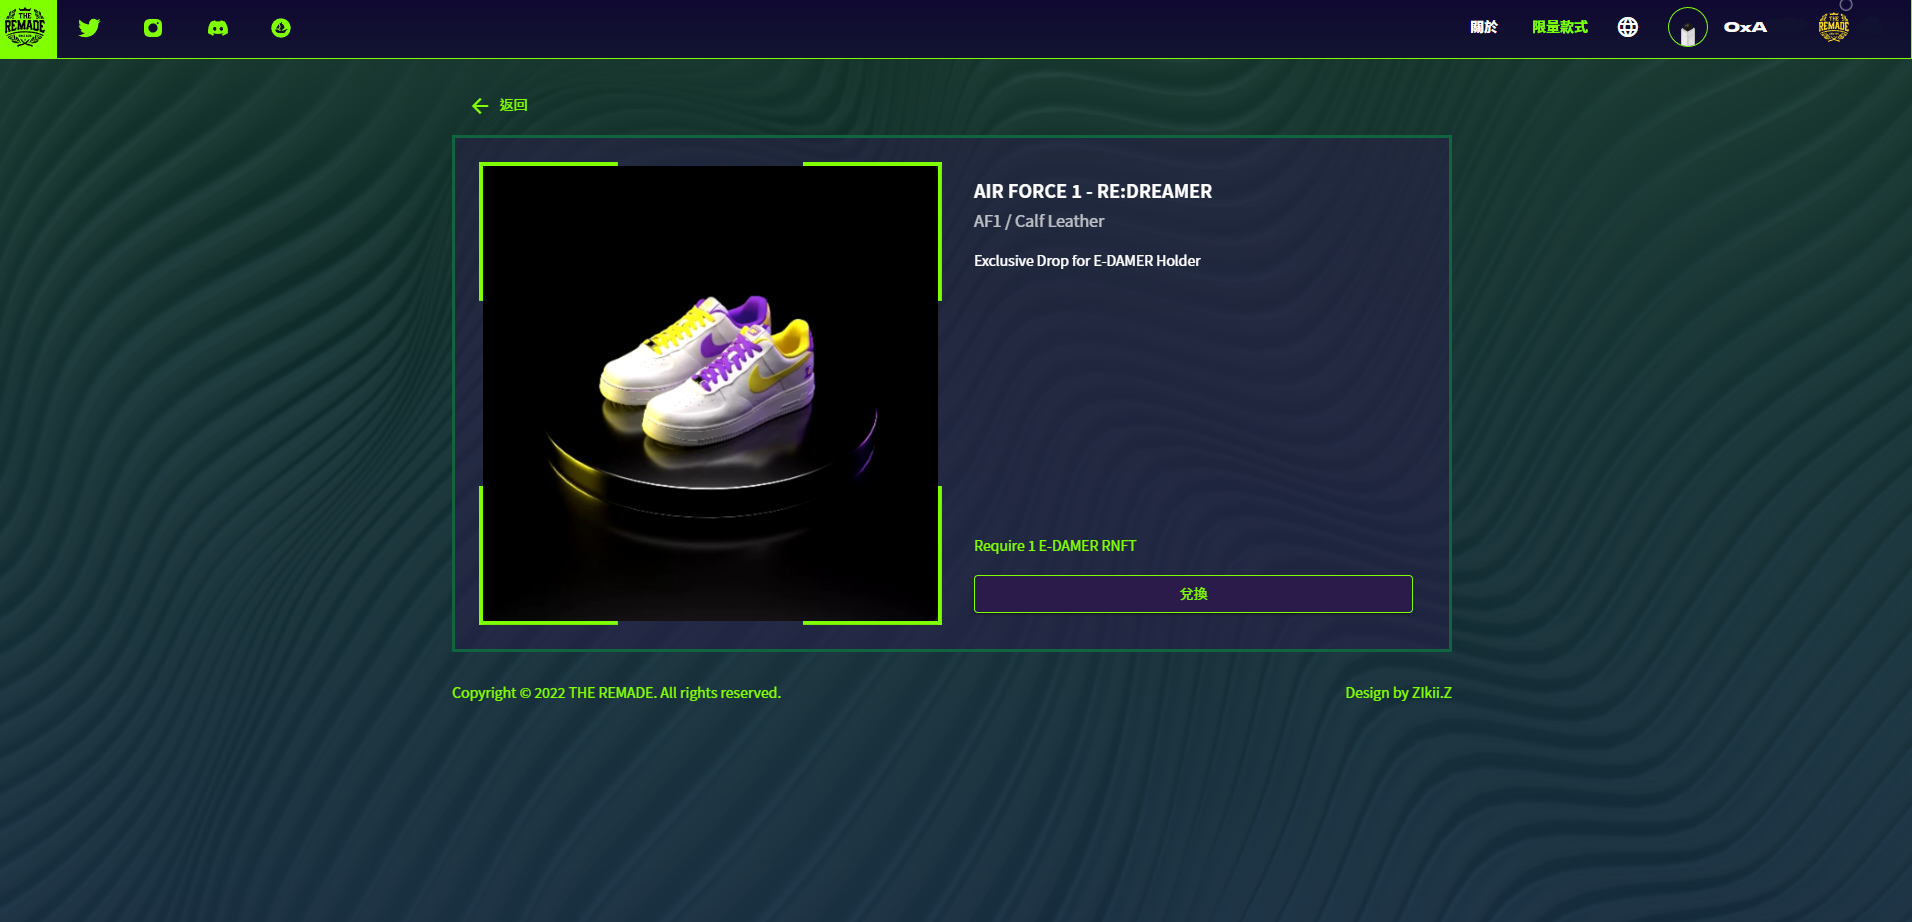 THE
REMADE
關於
限量款式
OxA
THE
REMADE
返回
AIR FORCE 1 - RE:DREAMER
AF1 / Calf Leather
Exclusive Drop for E-DAMER Holder
Require 1 E-DAMER RNFT
兌換
Copyright © 2022 THE REMADE. All rights reserved.
Design by ZIkii.Z